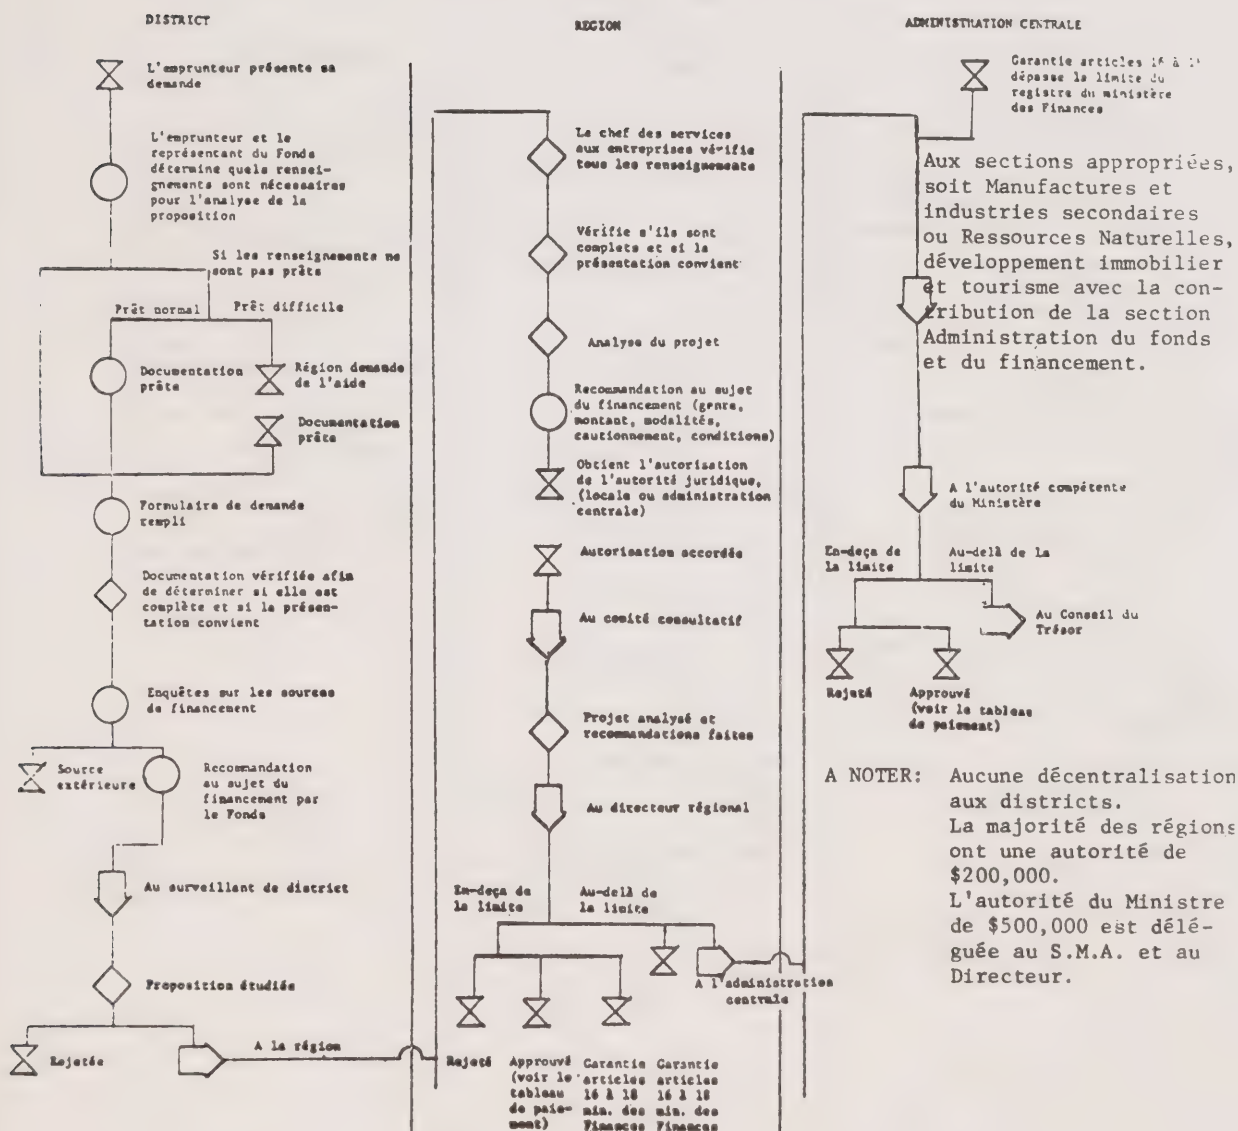 DISTRICT
L'emprunteur présente sa
demande
L'emprunteur et le
représentant du Fonds
détermine quels rensei-
gnements sont nécessaires
pour l'analyse de la
proposition
Si les renseignements ne
sont pas prêts
Prêt normal
Prêt difficile
Documentation
prête
Région demande
de l'aide
Documentation
prête
Formulaire de demande
rempli
Documentation vérifiée afin
de déterminer si elle est
complète et si la présen-
tation convient
Enquêtes sur les sources
de financement
Source
extérieure
Recommandation
au sujet du
financement par
le Fonds
Au surveillant de district
Proposition étudiée
Rejetée
A la région
REGION
Le chef des services
aux entreprises vérifie
tous les renseignements
Vérifie s'ils sont
complets et si la
présentation convient
Analyse du projet
Recommandation au sujet
du financement (genre,
montant, modalités,
cautionnement, conditions)
Obtient l'autorisation
de l'autorité juridique,
(locale ou administration
centrale)
Autorisation accordée
Au comité consultatif
Projet analysé et
recommandations faites
Au directeur régional
En-deça de
la limite
Au-delà de
la limite
A l'administration
centrale
Rejeté
Approuvé
(voir le
tableau
de paie-
ment)
Garantie
articles
16 à 18
min. des
Finances
Garantie
articles
16 à 18
min. des
Finances
ADMINISTRATION CENTRALE
Garantie articles 16 à
dépasse la limite du
registre du ministère
des Finances
Aux sections appropriées,
soit Manufactures et
industries secondaires
ou Ressources Naturelles,
développement immobilier
et tourisme avec la con-
tribution de la section
Administration du fonds
et du financement.
A l'autorité compétente
du Ministère
En-deça de
la limite
Au-delà de la
limite
Au Conseil du
Trésor
Rejeté
Approuvé
(voir le tableau
de paiement)
A NOTER: Aucune décentralisation
aux districts.
La majorité des régions
ont une autorité de
$200,000.
L'autorité du Ministre
de $500,000 est délé-
guée au S.M.A. et au
Directeur.